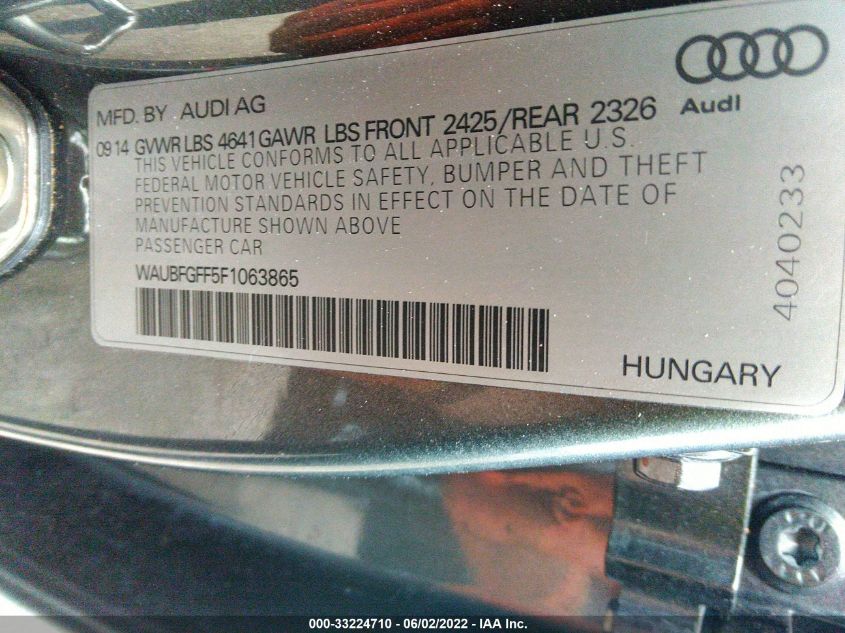 MFD. BY AUDI AG
Audi
09 14 GVWR LBS 4641 GAWR LBS FRONT 2425/REAR 2326
THIS VEHICLE CONFORMS TO ALL APPLICABLE U.S.
FEDERAL MOTOR VEHICLE SAFETY, BUMPER AND THEFT
PREVENTION STANDARDS IN EFFECT ON THE DATE OF
MANUFACTURE SHOWN ABOVE
PASSENGER CAR
WAUBFGFF5F1063865
4040233
HUNGARY
000-33224710 - 06/02/2022 - IAA Inc.